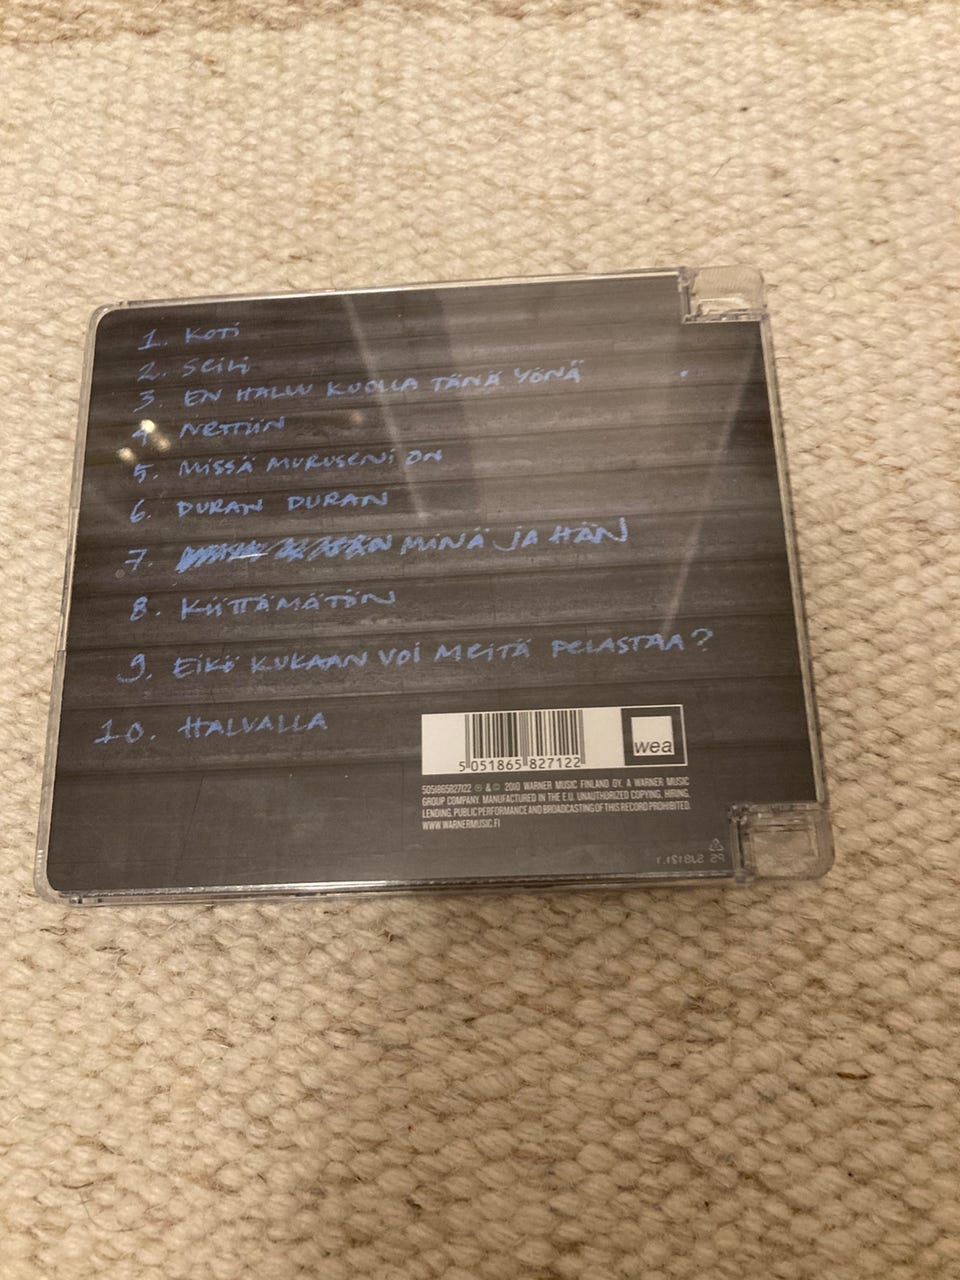 1. KOTI
2. SEILI
3. EN HALUU KUOLLA TÄNÄ YÖNÄ
4. NETTIIN
5. MISSÄ MURUSENI ON
6. DURAN DURAN
7. MINÄ JA HÄN
8. KIITTÄMÄTÖN
9. EIKÖ KUKAAN VOI MEITÄ PELASTAA?
10. HALVALLA
wea
5 051865 827122
5051865827122 ℗ & © 2010 WARNER MUSIC FINLAND OY. A WARNER MUSIC
GROUP COMPANY. MANUFACTURED IN THE E.U. UNAUTHORIZED COPYING, HIRING,
LENDING, PUBLIC PERFORMANCE AND BROADCASTING OF THIS RECORD PROHIBITED.
WWW.WARNERMUSIC.FI